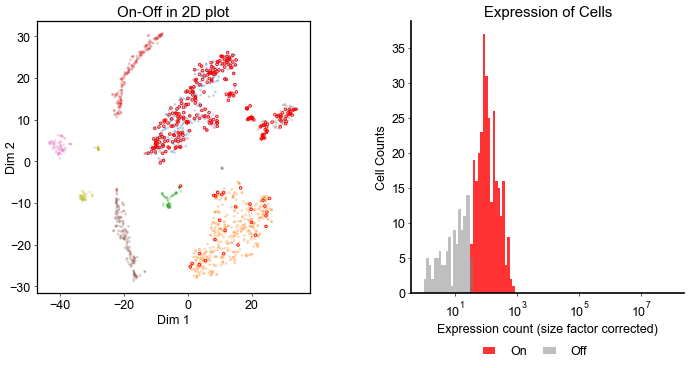 On-Off in 2D plot
30
20
10
0
−10
−20
−30
Dim 2
−40
−20
0
20
Dim 1
Expression of Cells
35
30
25
20
15
10
5
0
Cell Counts
10^1
10^3
10^5
10^7
Expression count (size factor corrected)
On
Off